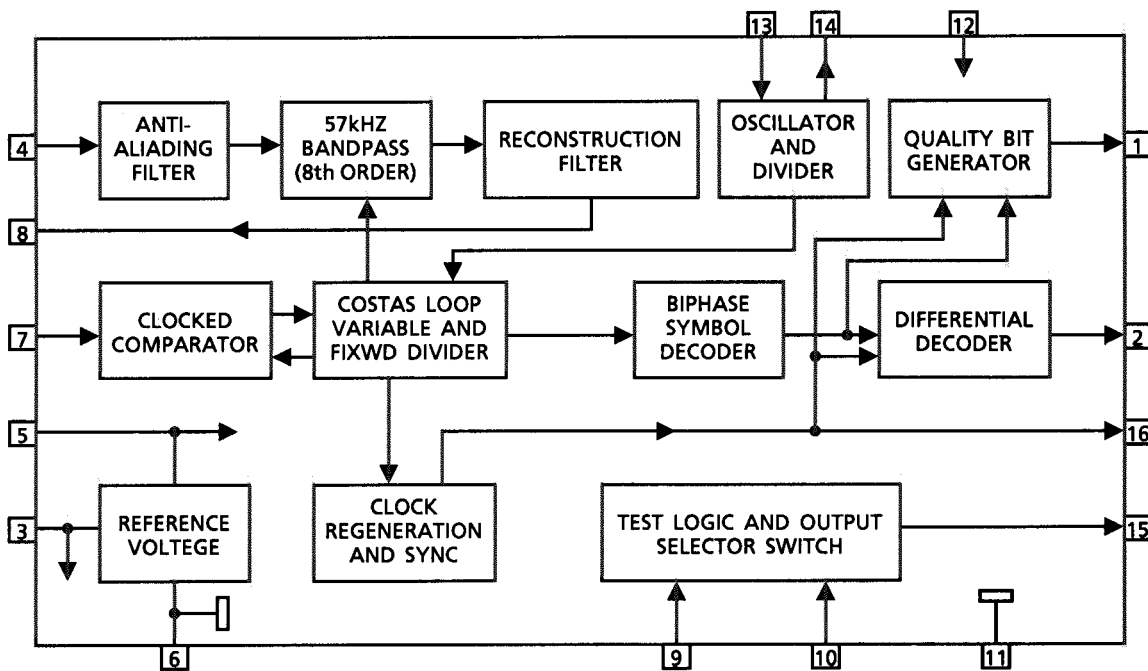 13
14
12
ANTI-
ALIADING
FILTER
57kHZ
BANDPASS
(8th ORDER)
RECONSTRUCTION
FILTER
OSCILLATOR
AND
DIVIDER
QUALITY BIT
GENERATOR
4
1
8
CLOCKED
COMPARATOR
COSTAS LOOP
VARIABLE AND
FIXWD DIVIDER
BIPHASE
SYMBOL
DECODER
DIFFERENTIAL
DECODER
7
2
5
16
REFERENCE
VOLTEGE
CLOCK
REGENERATION
AND SYNC
TEST LOGIC AND OUTPUT
SELECTOR SWITCH
3
15
6
9
10
11